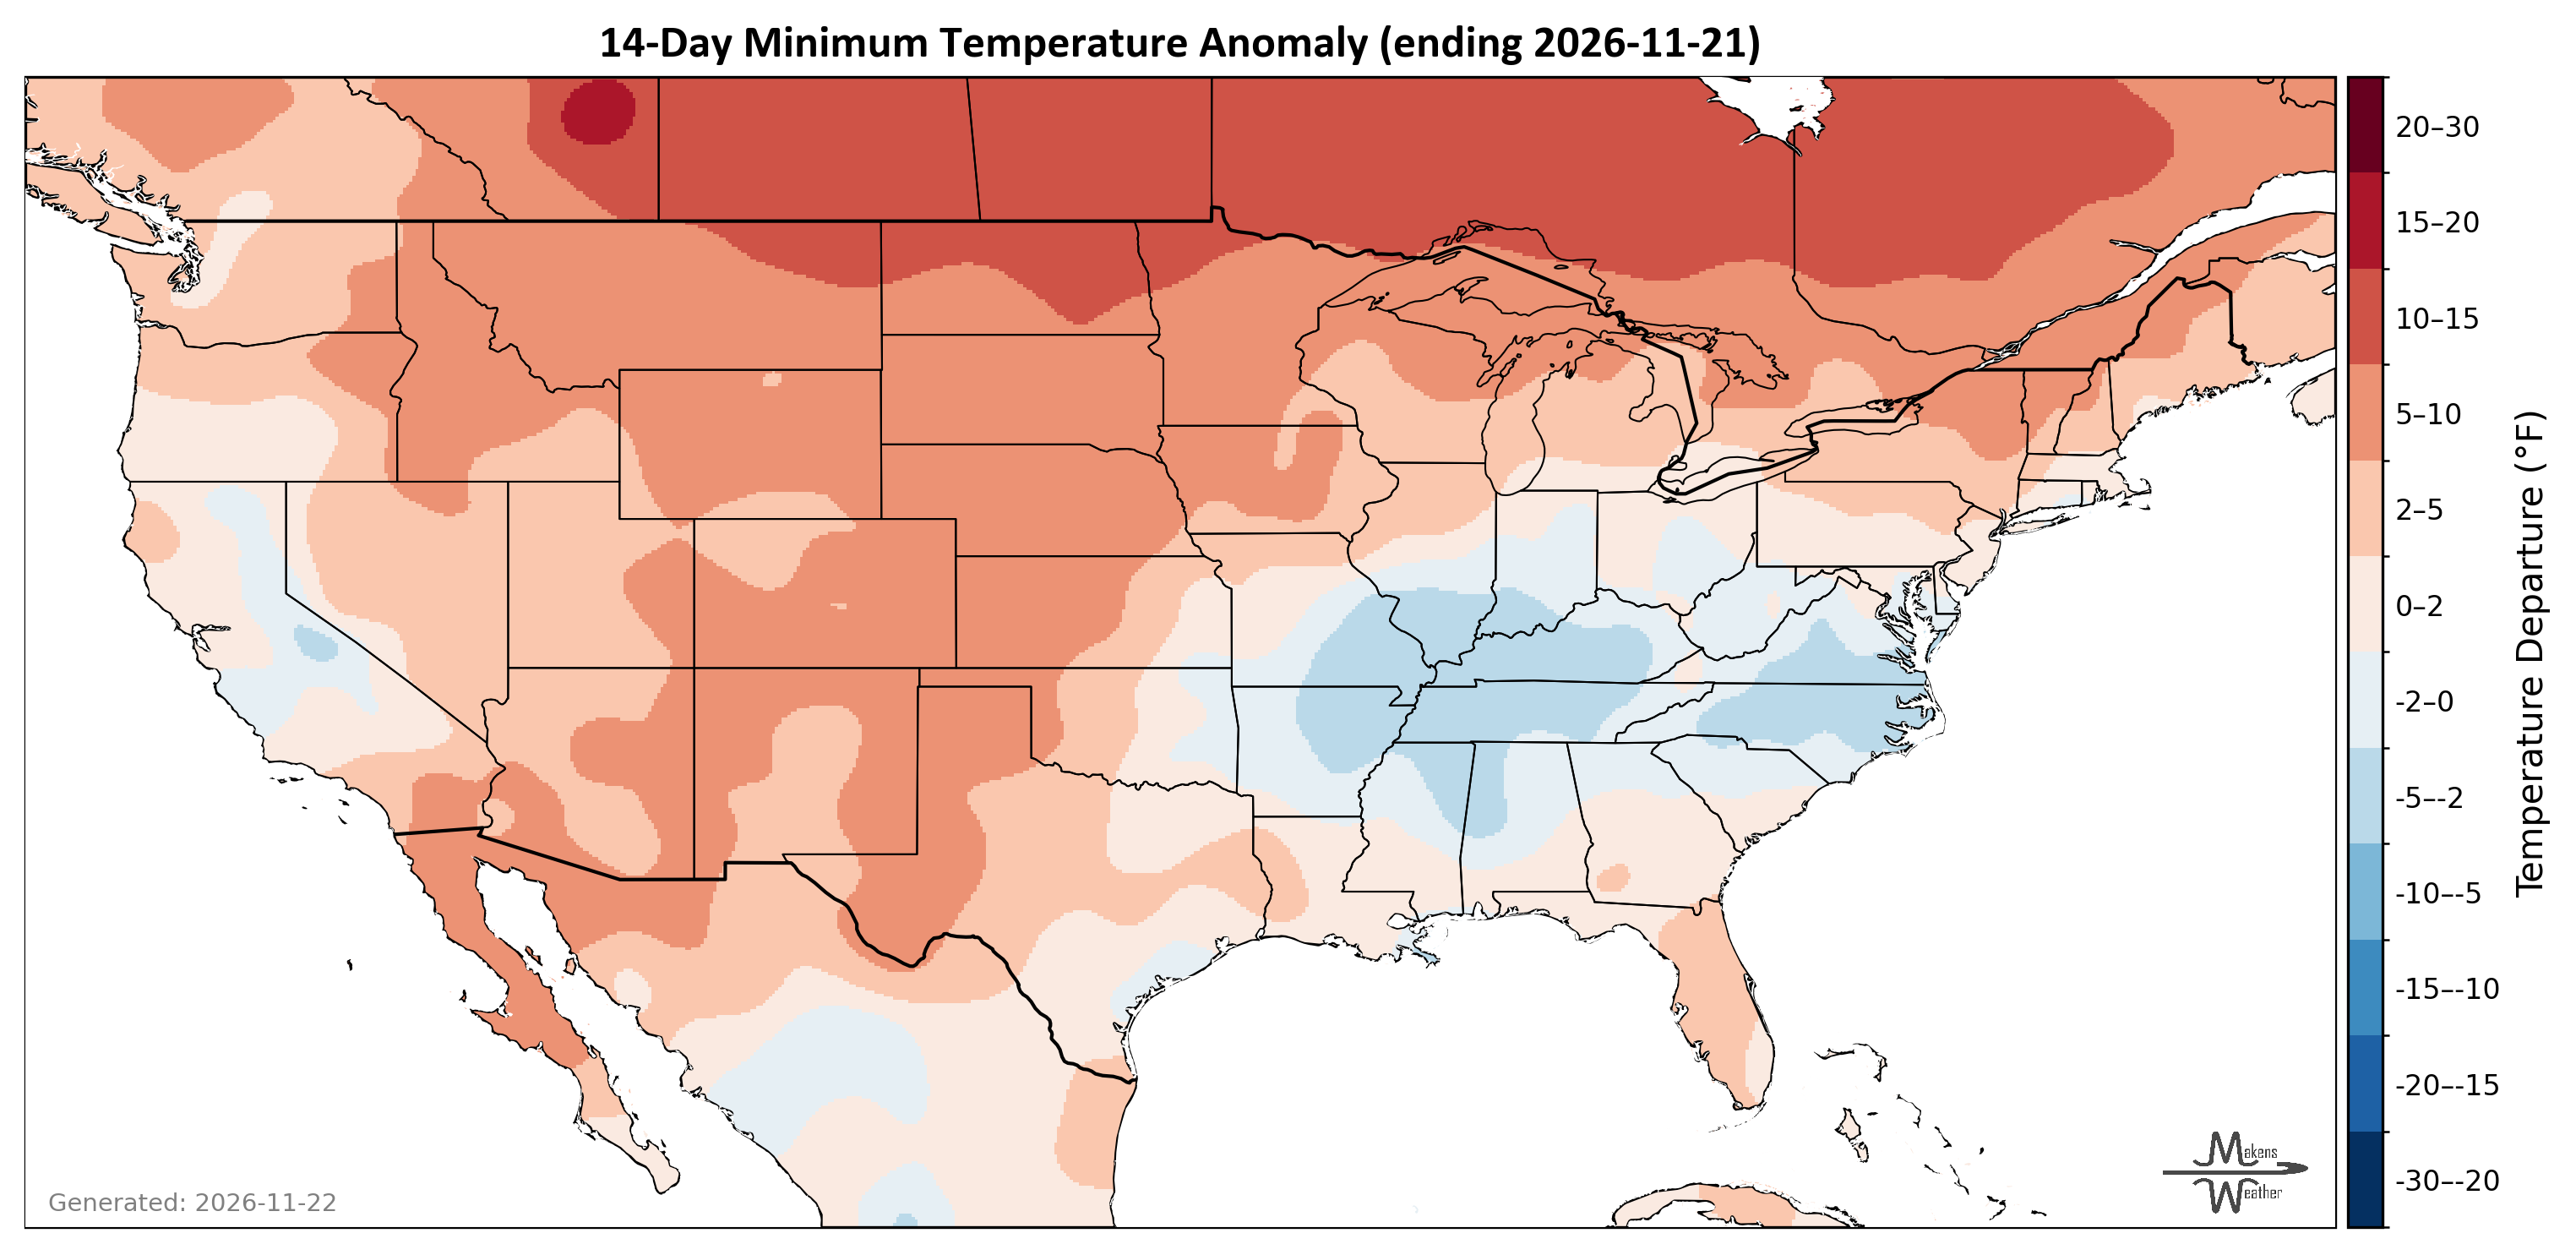 14-Day Minimum Temperature Anomaly (ending 2026-11-21)
20–30
15–20
10–15
5–10
2–5
0–2
-2–0
-5–-2
-10–-5
-15–-10
-20–-15
-30–-20
Temperature Departure (°F)
Generated: 2026-11-22
Makens
Weather